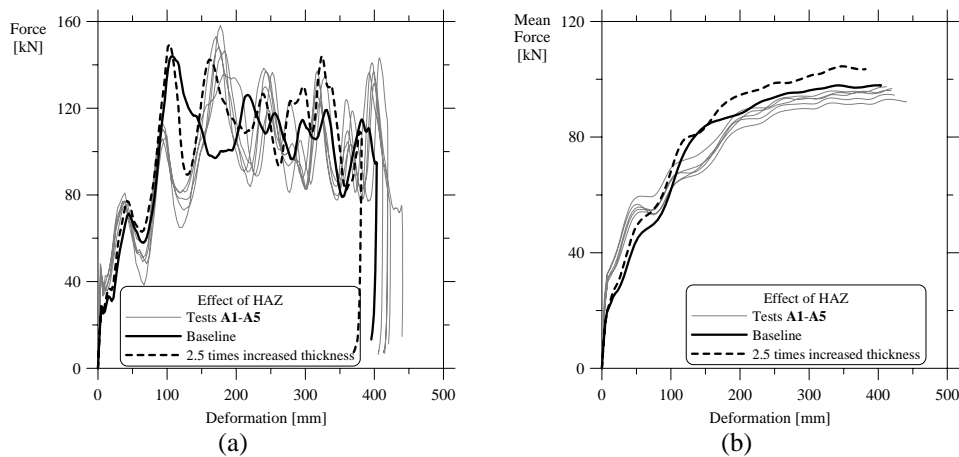 Force
[kN]
160
120
80
40
0
Effect of HAZ
Tests A1-A5
Baseline
2.5 times increased thickness
0 100 200 300 400 500
Deformation [mm]
(a)
Mean
Force
[kN]
120
80
40
0
Effect of HAZ
Tests A1-A5
Baseline
2.5 times increased thickness
0 100 200 300 400 500
Deformation [mm]
(b)